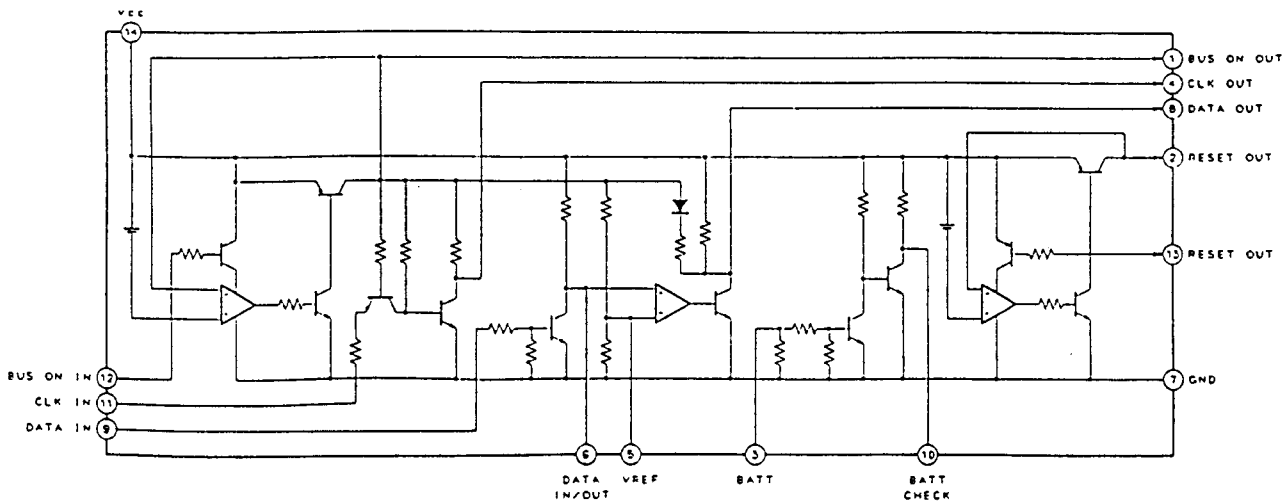 VCC
14
1 BUS ON OUT
4 CLK OUT
8 DATA OUT
2 RESET OUT
13 RESET OUT
BUS ON IN 12
7 GND
CLK IN 11
DATA IN 9
6 5 3 10
DATA IN/OUT VREF BATT BATT CHECK